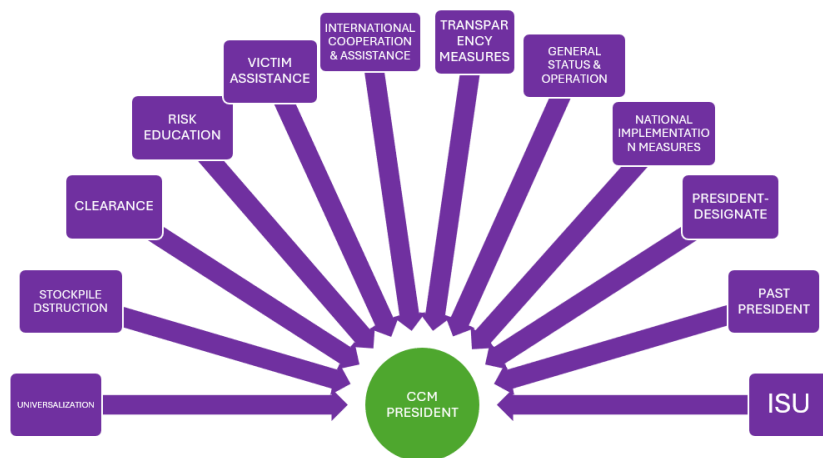 INTERNATIONAL
COOPERATION
& ASSISTANCE
TRANSPAR
ENCY
MEASURES
VICTIM
ASSISTANCE
GENERAL
STATUS &
OPERATION
RISK
EDUCATION
NATIONAL
IMPLEMENTATIO
N MEASURES
CLEARANCE
PRESIDENT-
DESIGNATE
STOCKPILE
DSTRUCTION
PAST
PRESIDENT
UNIVERSALIZATION
CCM
PRESIDENT
ISU